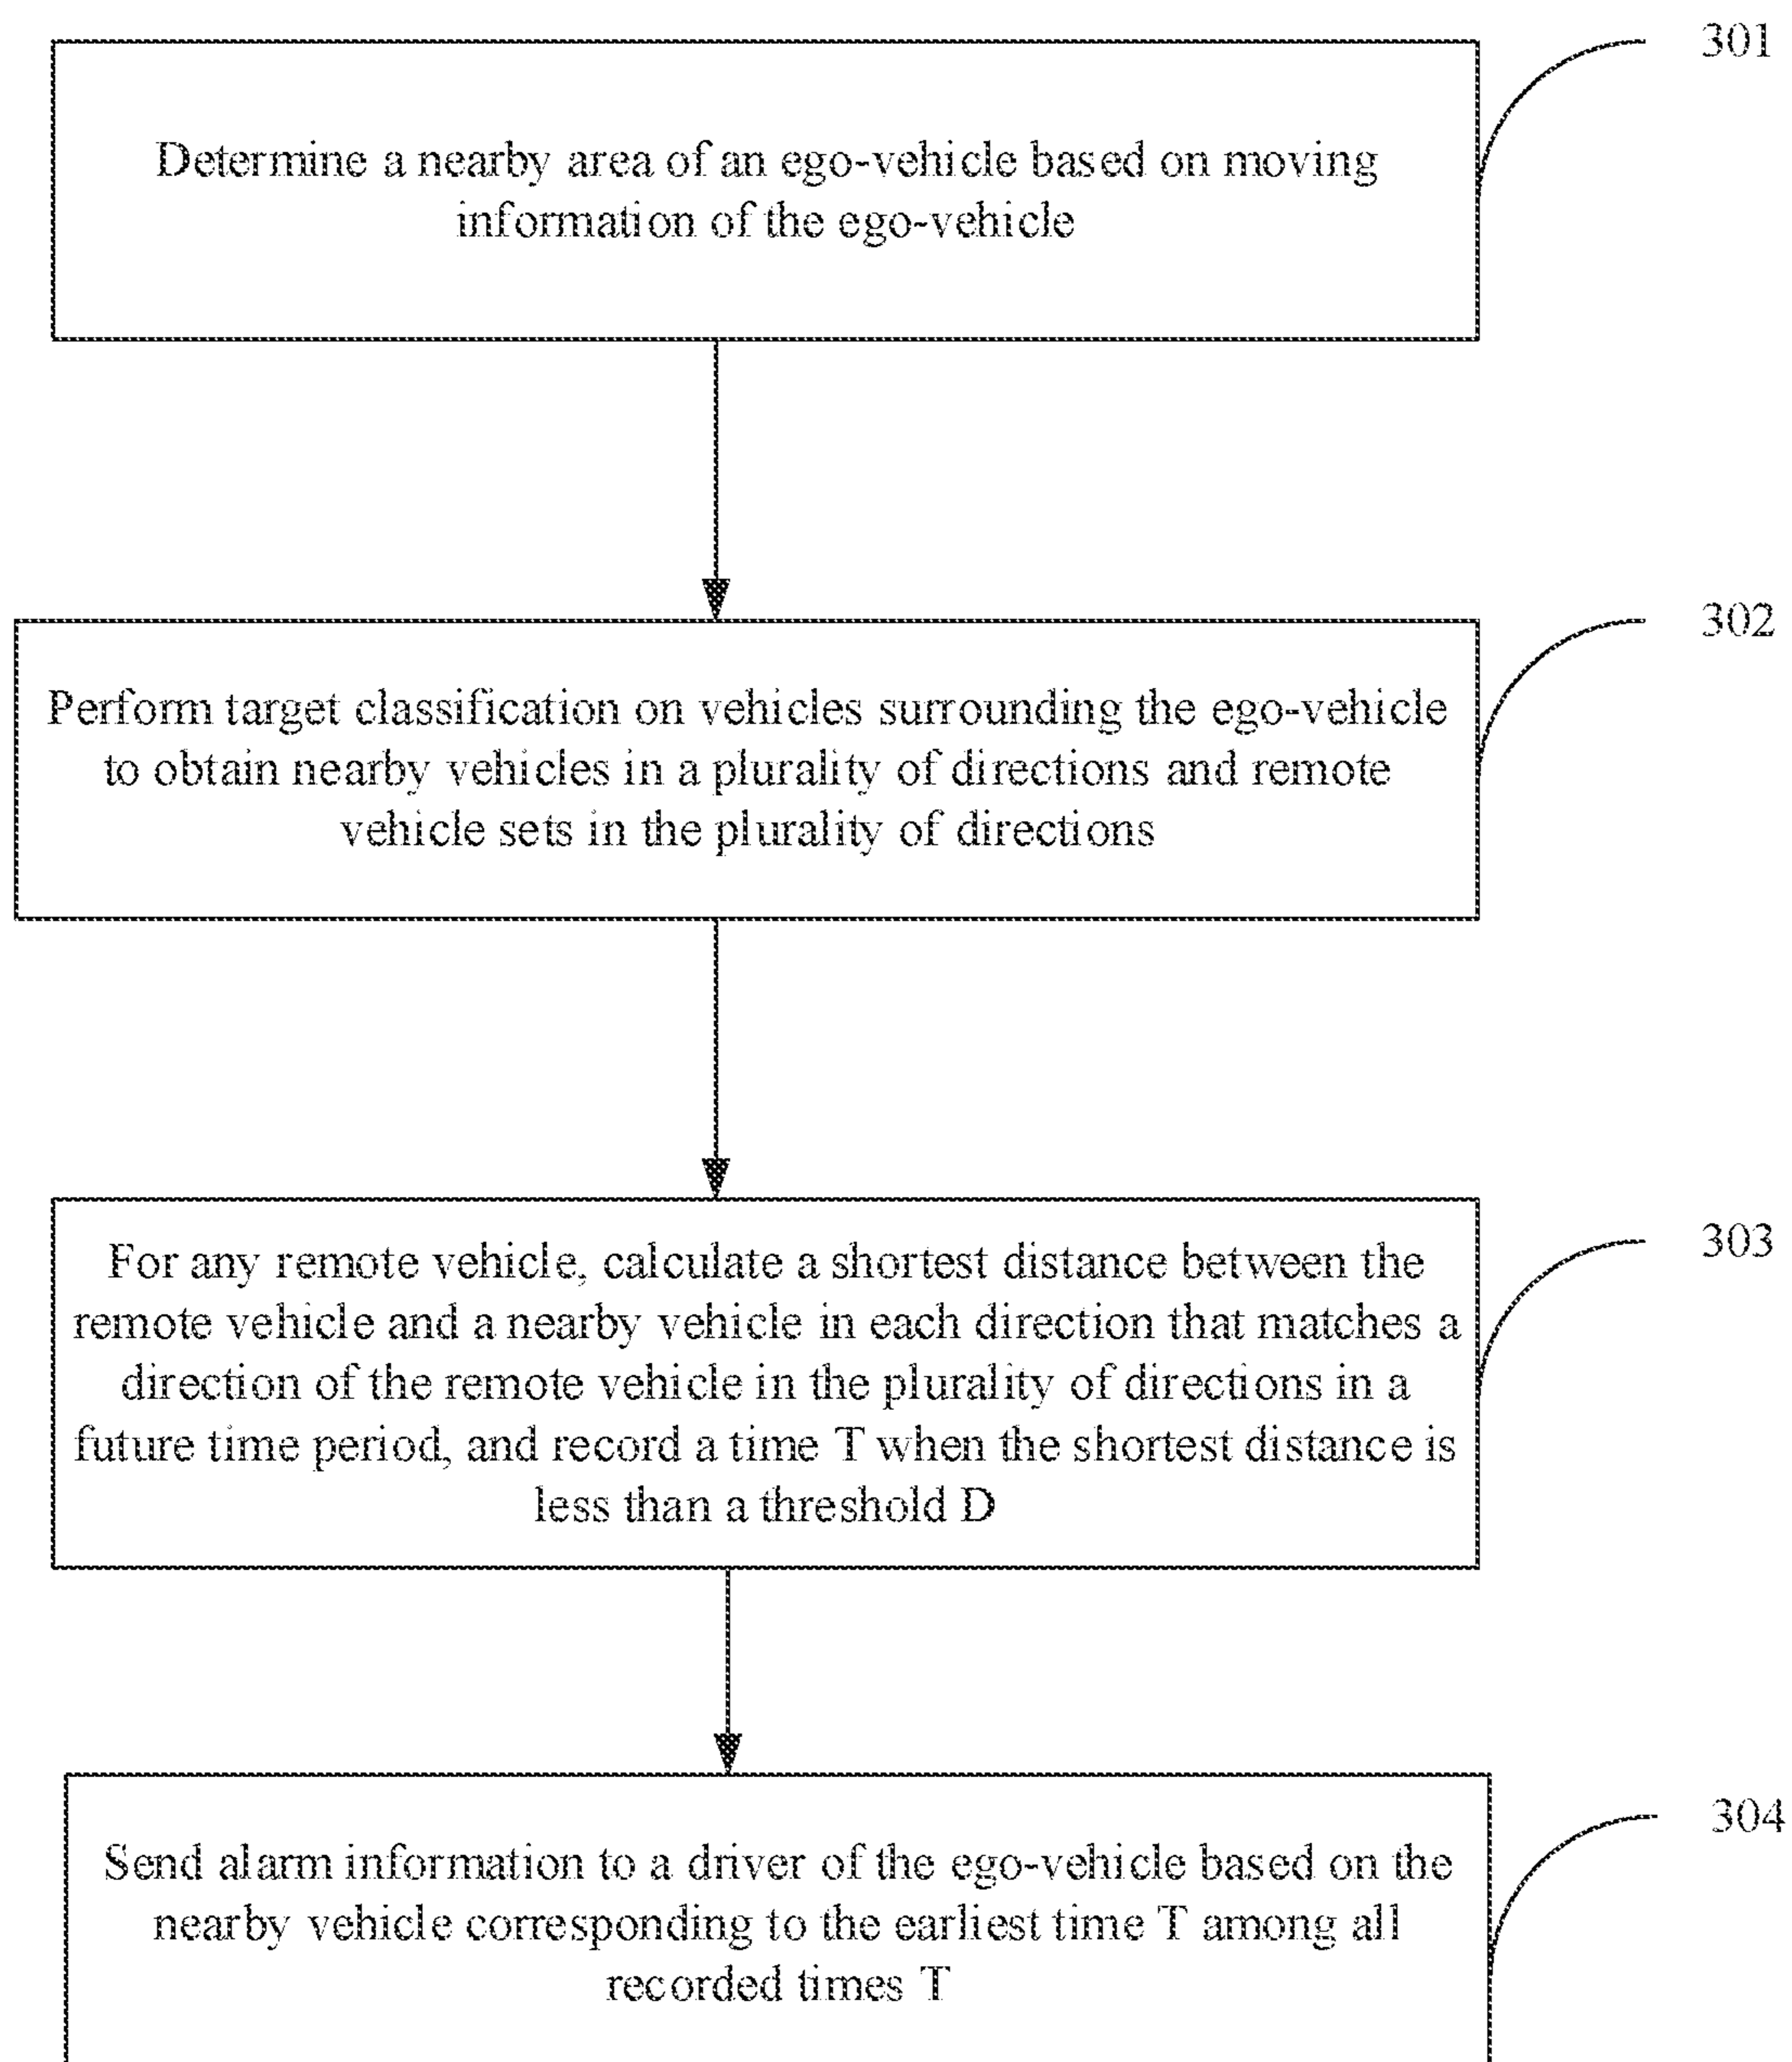 301
Determine a nearby area of an ego-vehicle based on moving
information of the ego-vehicle
302
Perform target classification on vehicles surrounding the ego-vehicle
to obtain nearby vehicles in a plurality of directions and remote
vehicle sets in the plurality of directions
303
For any remote vehicle, calculate a shortest distance between the
remote vehicle and a nearby vehicle in each direction that matches a
direction of the remote vehicle in the plurality of directions in a
future time period, and record a time T when the shortest distance is
less than a threshold D
304
Send alarm information to a driver of the ego-vehicle based on the
nearby vehicle corresponding to the earliest time T among all
recorded times T